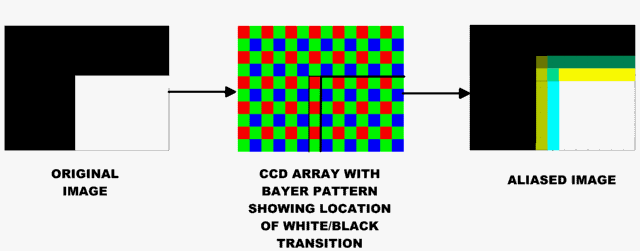 ORIGINAL
IMAGE
CCD ARRAY WITH
BAYER PATTERN
SHOWING LOCATION
OF WHITE/BLACK
TRANSITION
ALIASED IMAGE